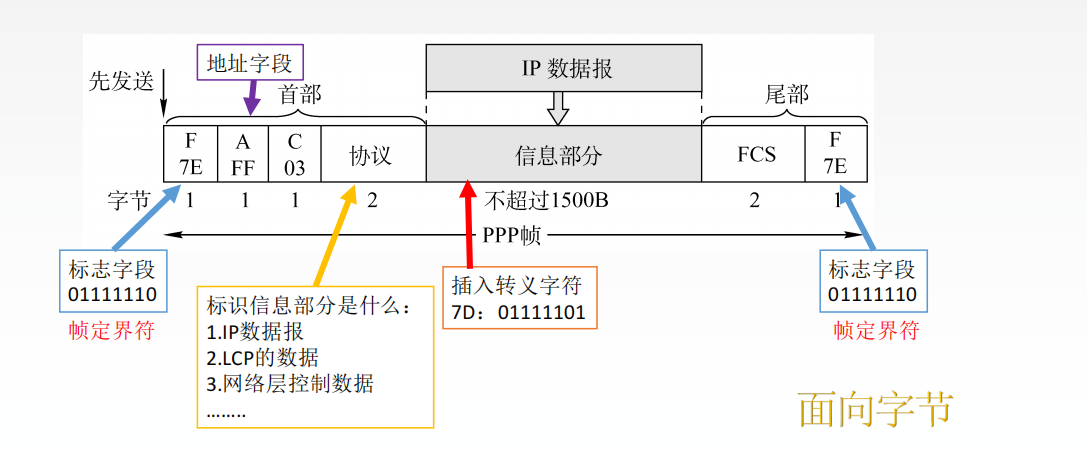 地址字段
IP 数据报
先发送
首部
尾部
F
7E
A
FF
C
03
协议
信息部分
FCS
F
7E
字节
1
1
1
2
不超过1500B
2
1
PPP帧
标志字段
01111110
帧定界符
标识信息部分是什么：
1.IP数据报
2.LCP的数据
3.网络层控制数据
……..
插入转义字符
7D：01111101
标志字段
01111110
帧定界符
面向字节